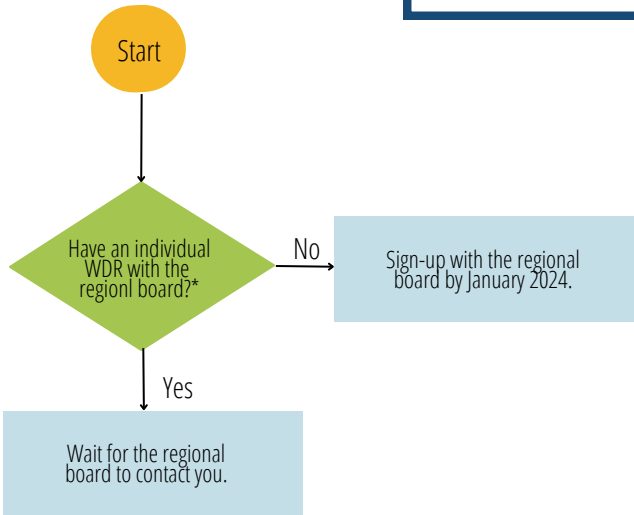 Start
Have an individual
WDR with the
regionl board?*
No
Sign-up with the regional
board by January 2024.
Yes
Wait for the regional
board to contact you.